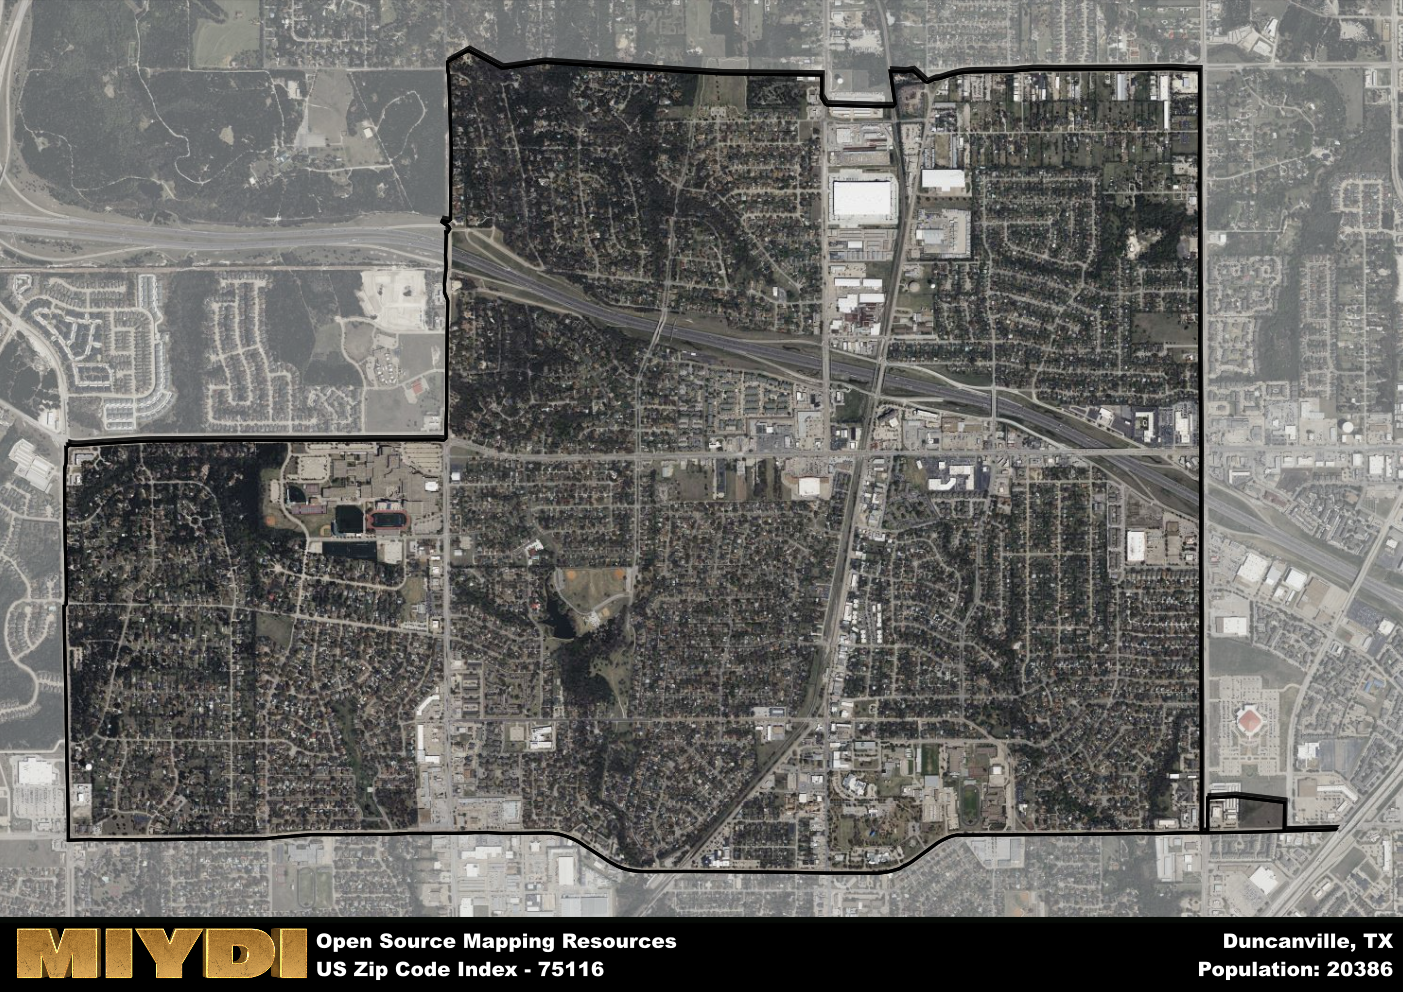 MIYDI
Open Source Mapping Resources
US Zip Code Index - 75116
Duncanville, TX
Population: 20386